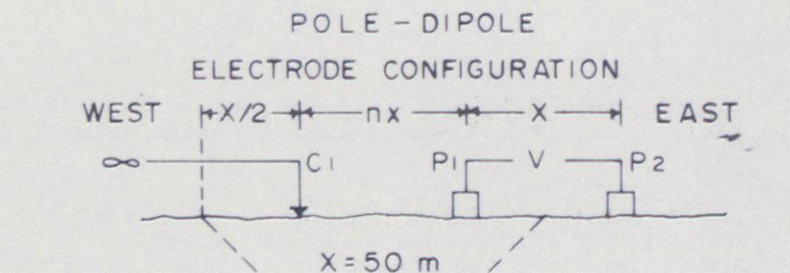 POLE - DIPOLE
ELECTRODE CONFIGURATION
WEST X/2 nx X EAST
∞ C1 P1 V P2
X = 50 m